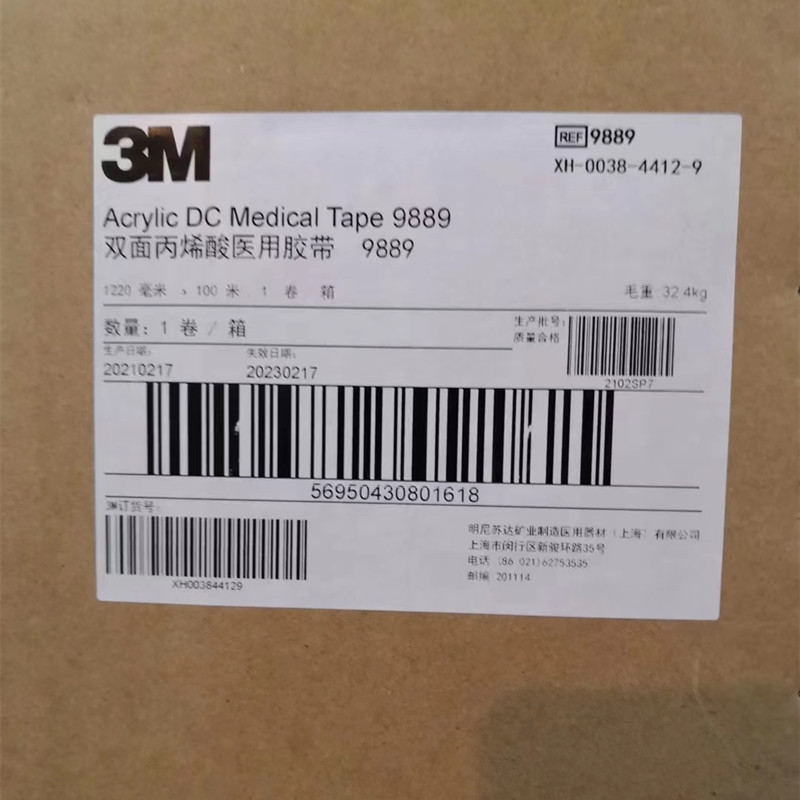 3M
REF 9889
XH-0038-4412-9
Acrylic DC Medical Tape 9889
双面丙烯酸医用胶带 9889
1220 毫米 x 100 米 1 卷 箱
毛重: 32.4kg
数量: 1 卷 / 箱
生产批号:
质量合格
2102SP7
生产日期:
失效日期:
20210217
20230217
56950430801618
3M订货号:
XH003844129
明尼苏达矿业制造医用器材(上海)有限公司
上海市闵行区新骏环路35号
电话 (86 021)62753535
邮编 201114